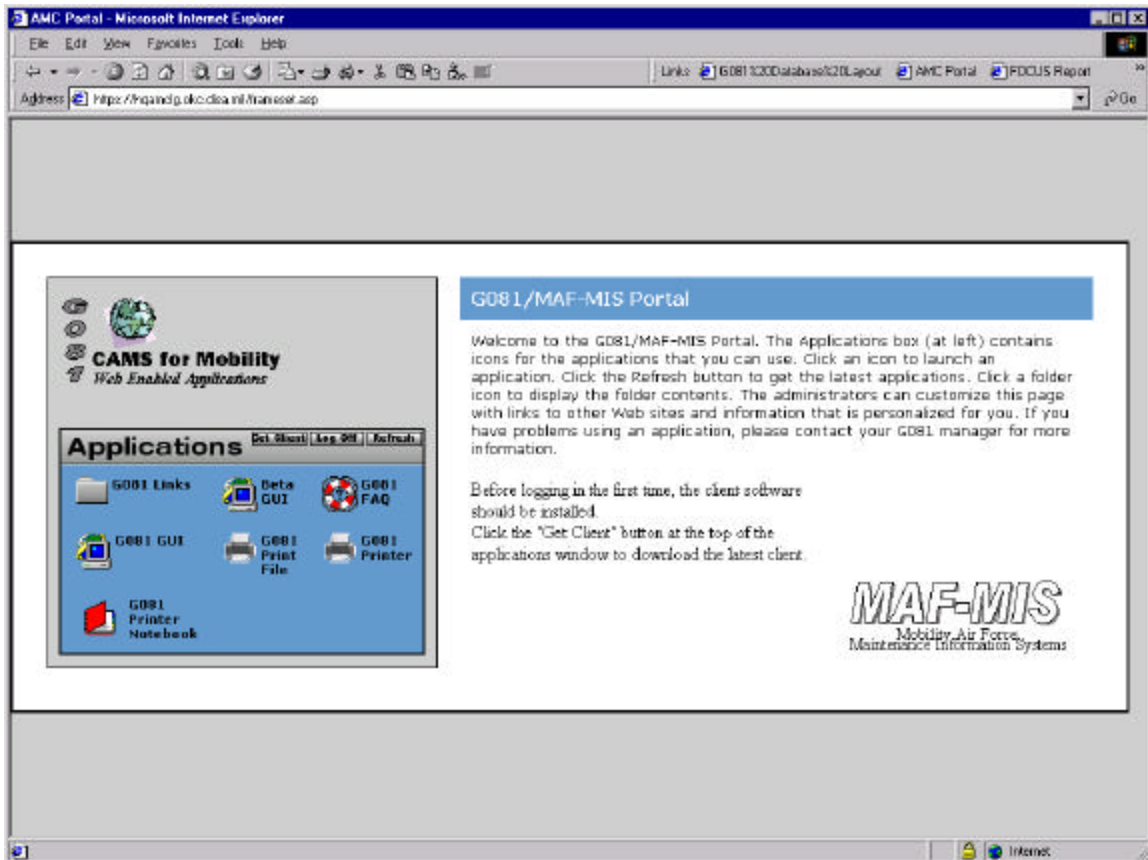 AMC Portal - Microsoft Internet Explorer
File Edit View Favorites Tools Help
Links G081%20Database%20Layout AMC Portal FOCUS Report »
Address Go
G081
CAMS for Mobility
Web Enabled Applications
Applications Get Client Log Off Refresh
G081 Links
Beta
GUI
G081
FAQ
G081 GUI
G081
Print
File
G081
Printer
G081
Printer
Notebook
G081/MAF-MIS Portal
Welcome to the G081/MAF-MIS Portal. The Applications box (at left) contains
icons for the applications that you can use. Click an icon to launch an
application. Click the Refresh button to get the latest applications. Click a folder
icon to display the folder contents. The administrators can customize this page
with links to other Web sites and information that is personalized for you. If you
have problems using an application, please contact your G081 manager for more
information.
Before logging in the first time, the client software
should be installed.
Click the "Get Client" button at the top of the
applications window to download the latest client.
MAF-MIS
Mobility Air Force
Maintenance Information Systems
Internet